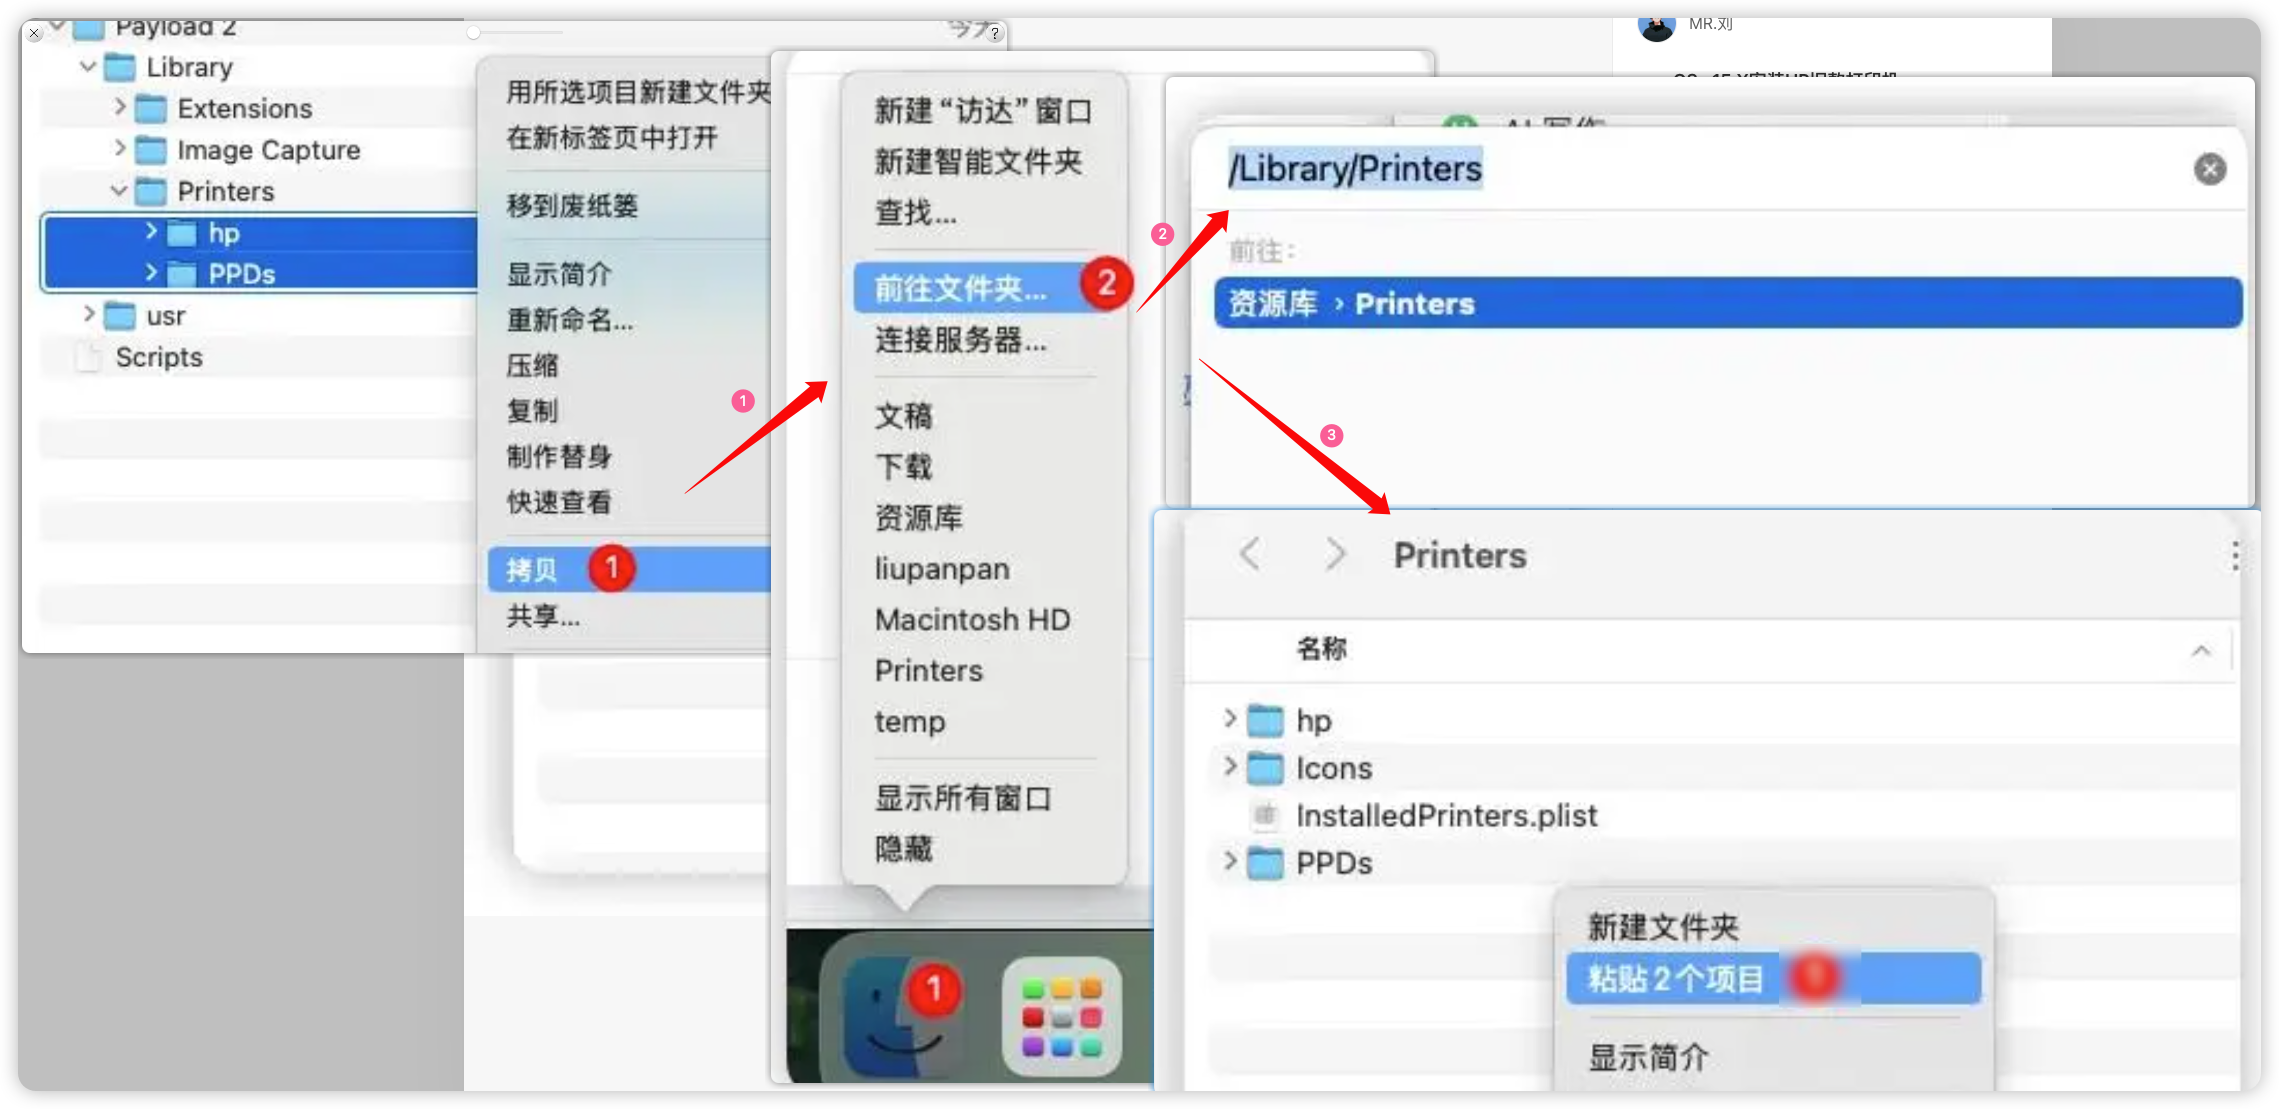 Payload 2
今天
?
Library
Extensions
Image Capture
Printers
hp
PPDs
usr
Scripts
用所选项目新建文件夹
在新标签页中打开
移到废纸篓
显示简介
重新命名...
压缩
复制
制作替身
快速查看
拷贝
1
共享...
1
新建“访达”窗口
新建智能文件夹
查找...
前往文件夹...
2
连接服务器...
文稿
下载
资源库
liupanpan
Macintosh HD
Printers
temp
显示所有窗口
隐藏
1
2
MR.刘
/Library/Printers
前往:
资源库 › Printers
3
Printers
名称
hp
Icons
InstalledPrinters.plist
PPDs
新建文件夹
粘贴2个项目
显示简介